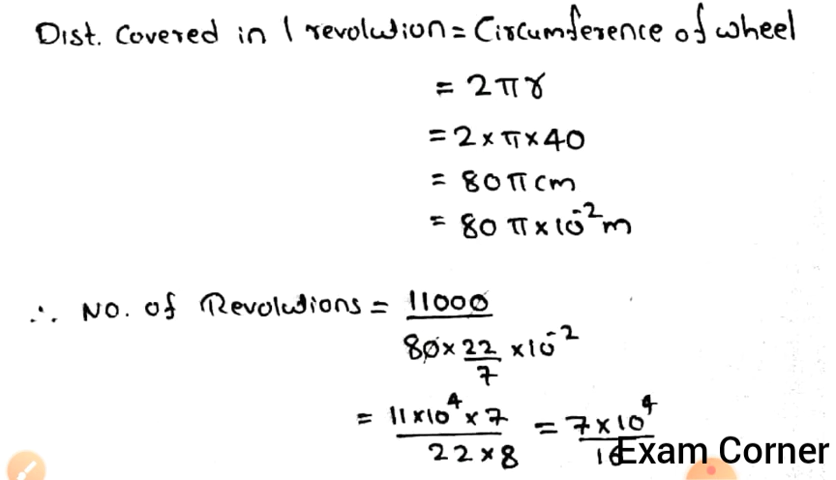 Dist. Covered in 1 revolution = Circumference of wheel
= 2πr
= 2×π×40
= 80π cm
= 80 π×10⁻² m
∴ No. of Revolutions = 11000 / (80×22/7 ×10⁻²)
= (11×10⁴×7) / (22×8) = (7×10⁴) / 16
Exam Corner